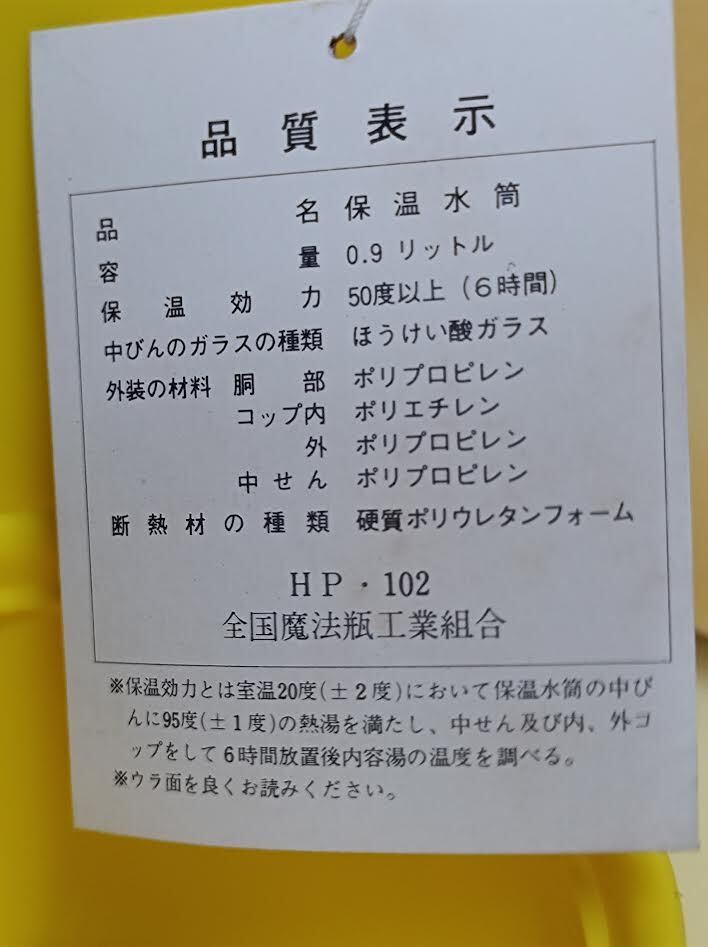 品質表示
品名 保温水筒
容量 0.9 リットル
保温効力 50度以上（6時間）
中びんのガラスの種類 ほうけい酸ガラス
外装の材料 胴部 ポリプロピレン
コップ内 ポリエチレン
外 ポリプロピレン
中せん ポリプロピレン
断熱材の種類 硬質ポリウレタンフォーム
HP・102
全国魔法瓶工業組合
※保温効力とは室温20度(±2度)において保温水筒の中び
んに95度(±1度)の熱湯を満たし、中せん及び内、外コ
ップをして6時間放置後内容湯の温度を調べる。
※ウラ面を良くお読みください。